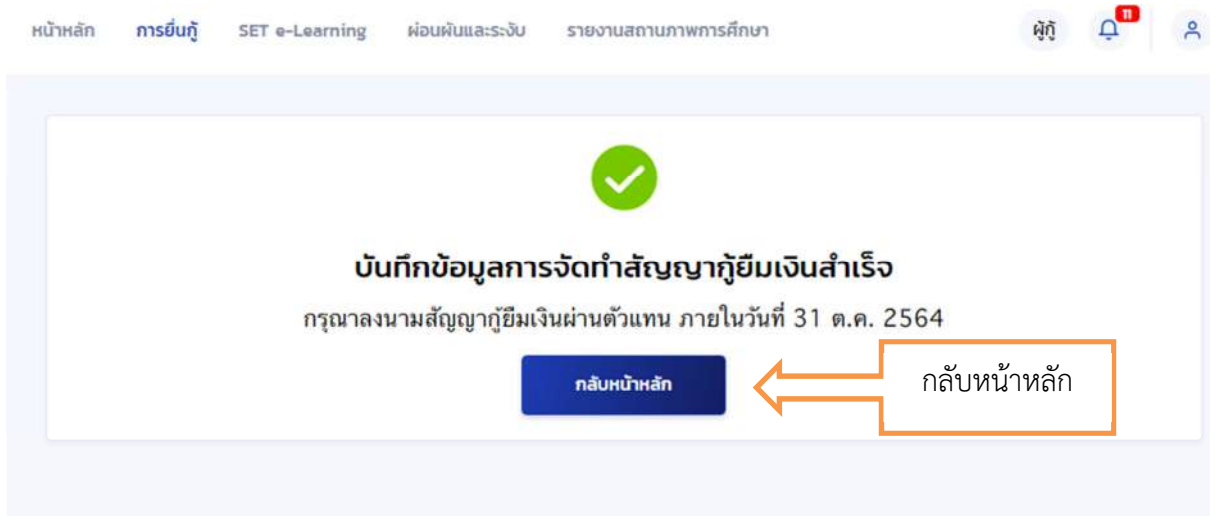 หน้าหลัก การยื่นกู้ SET e-Learning ผ่อนผันและระงับ รายงานสถานภาพการศึกษา ผู้กู้ 11
บันทึกข้อมูลการจัดทำสัญญากู้ยืมเงินสำเร็จ
กรุณาลงนามสัญญากู้ยืมเงินผ่านตัวแทน ภายในวันที่ 31 ต.ค. 2564
กลับหน้าหลัก กลับหน้าหลัก